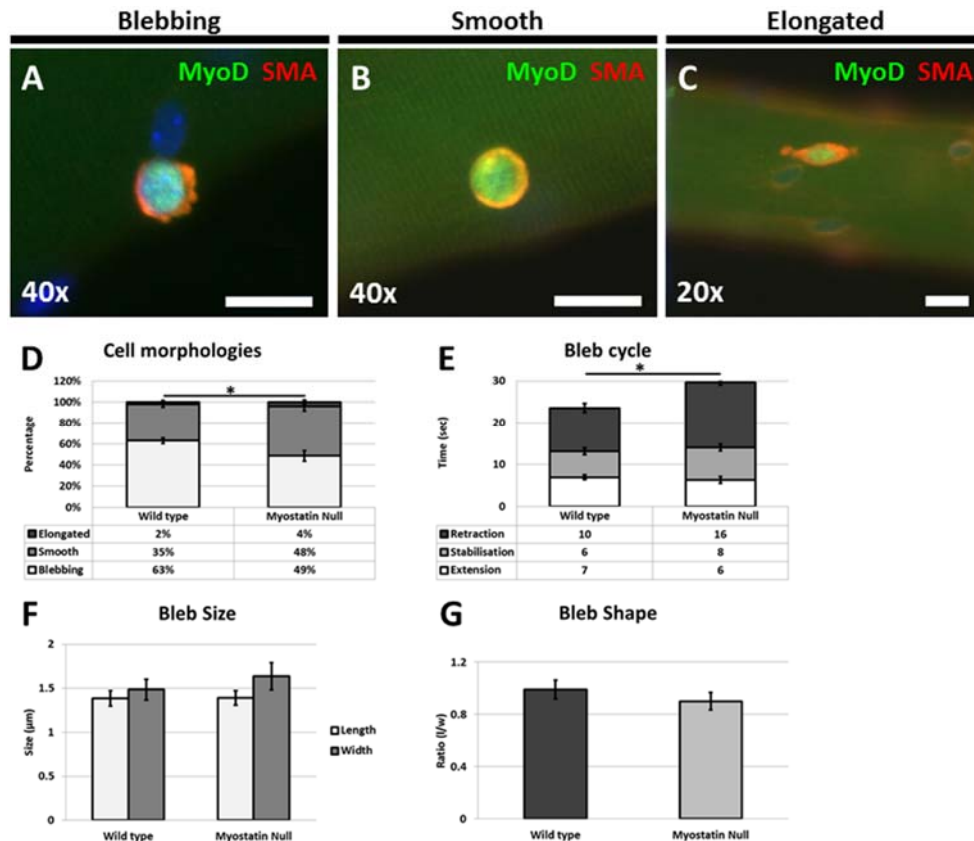 Blebbing Smooth Elongated
A MyoD SMA B MyoD SMA C MyoD SMA
40x 40x 20x
D Cell morphologies
120%
100%
80%
60%
40%
20%
0%
Percentage
*
Wild type Myostatin Null
Elongated 2% 4%
Smooth 35% 48%
Blebbing 63% 49%
E Bleb cycle
30
20
10
0
Time (sec)
*
Wild type Myostatin Null
Retraction 10 16
Stabilisation 6 8
Extension 7 6
F Bleb Size
2
1.5
1
0.5
0
Size (μm)
Length
Width
Wild type Myostatin Null
G Bleb Shape
1.2
0.8
0.4
0
Ratio (l/w)
Wild type Myostatin Null